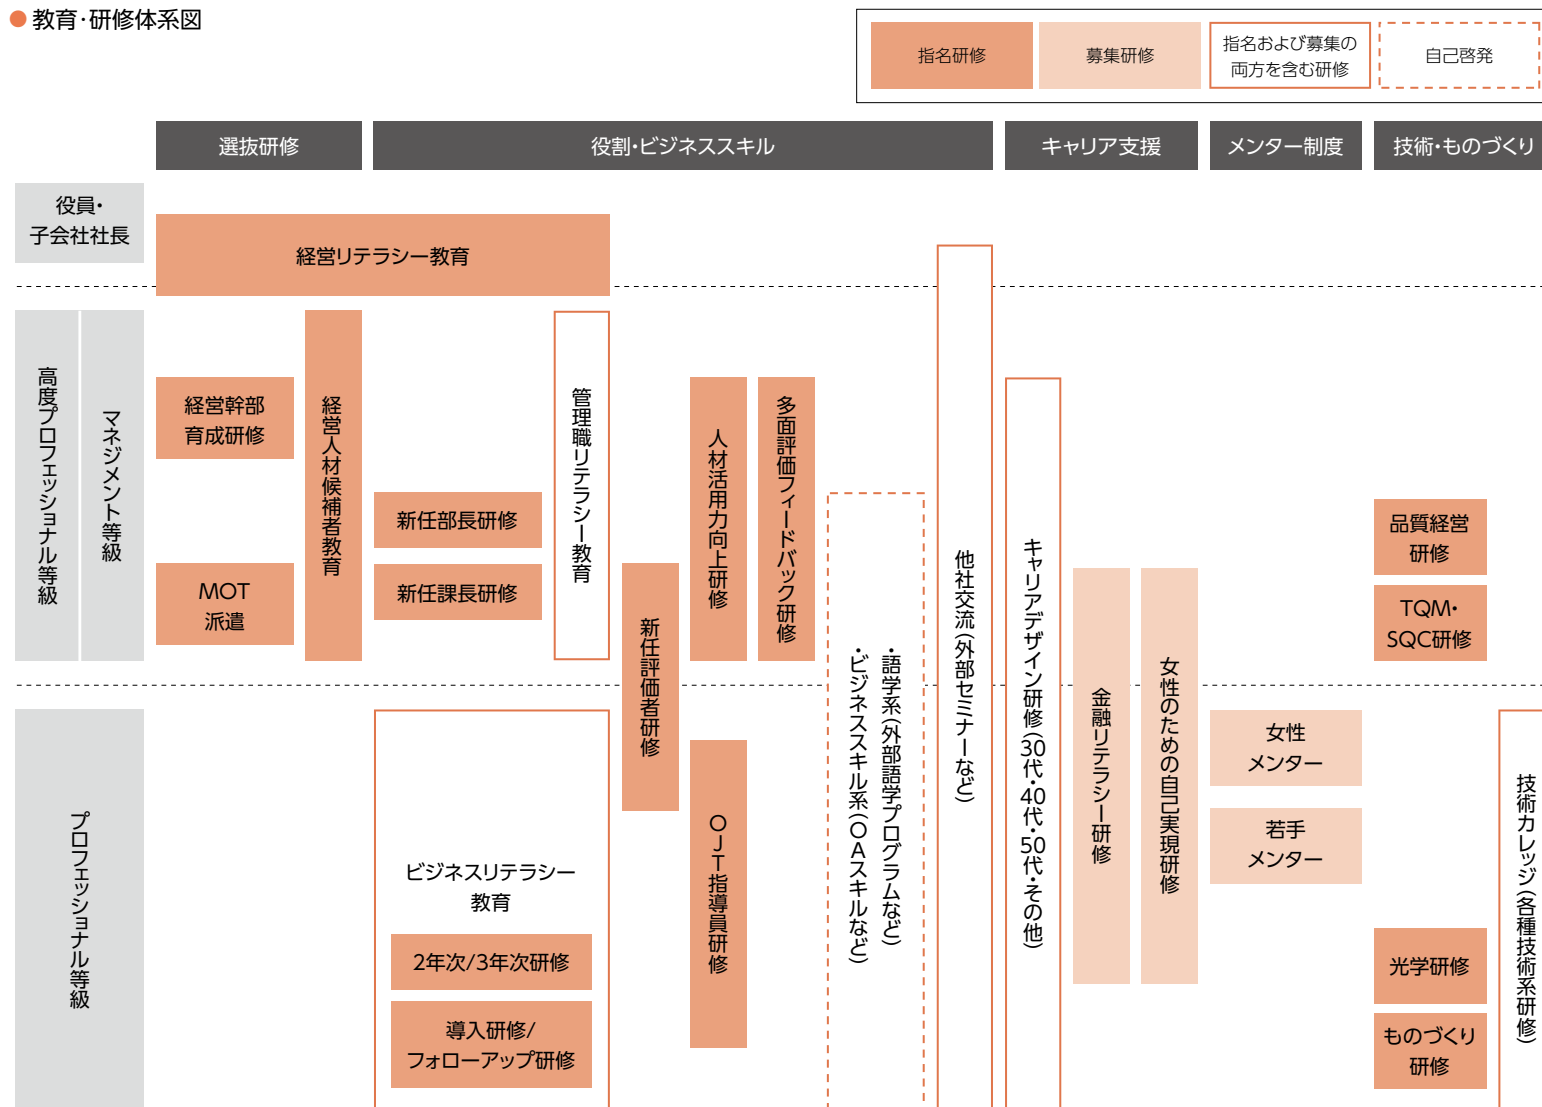 教育・研修体系図
指名研修
募集研修
指名および募集の
両方を含む研修
自己啓発
選抜研修
役割・ビジネススキル
キャリア支援
メンター制度
技術・ものづくり
役員・
子会社社長
経営リテラシー教育
高度プロフェッショナル等級
マネジメント等級
経営幹部
育成研修
MOT
派遣
経営人材候補者教育
新任部長研修
新任課長研修
管理職リテラシー教育
新任評価者研修
人材活用力向上研修
多面評価フィードバック研修
・語学系(外部語学プログラムなど)
・ビジネススキル系(OAスキルなど)
他社交流(外部セミナーなど)
キャリアデザイン研修(30代・40代・50代・その他)
金融リテラシー研修
女性のための自己実現研修
品質経営
研修
TQM・
SQC研修
プロフェッショナル等級
ビジネスリテラシー
教育
2年次/3年次研修
導入研修/
フォローアップ研修
OJT指導員研修
女性
メンター
若手
メンター
光学研修
ものづくり
研修
技術カレッジ(各種技術系研修)